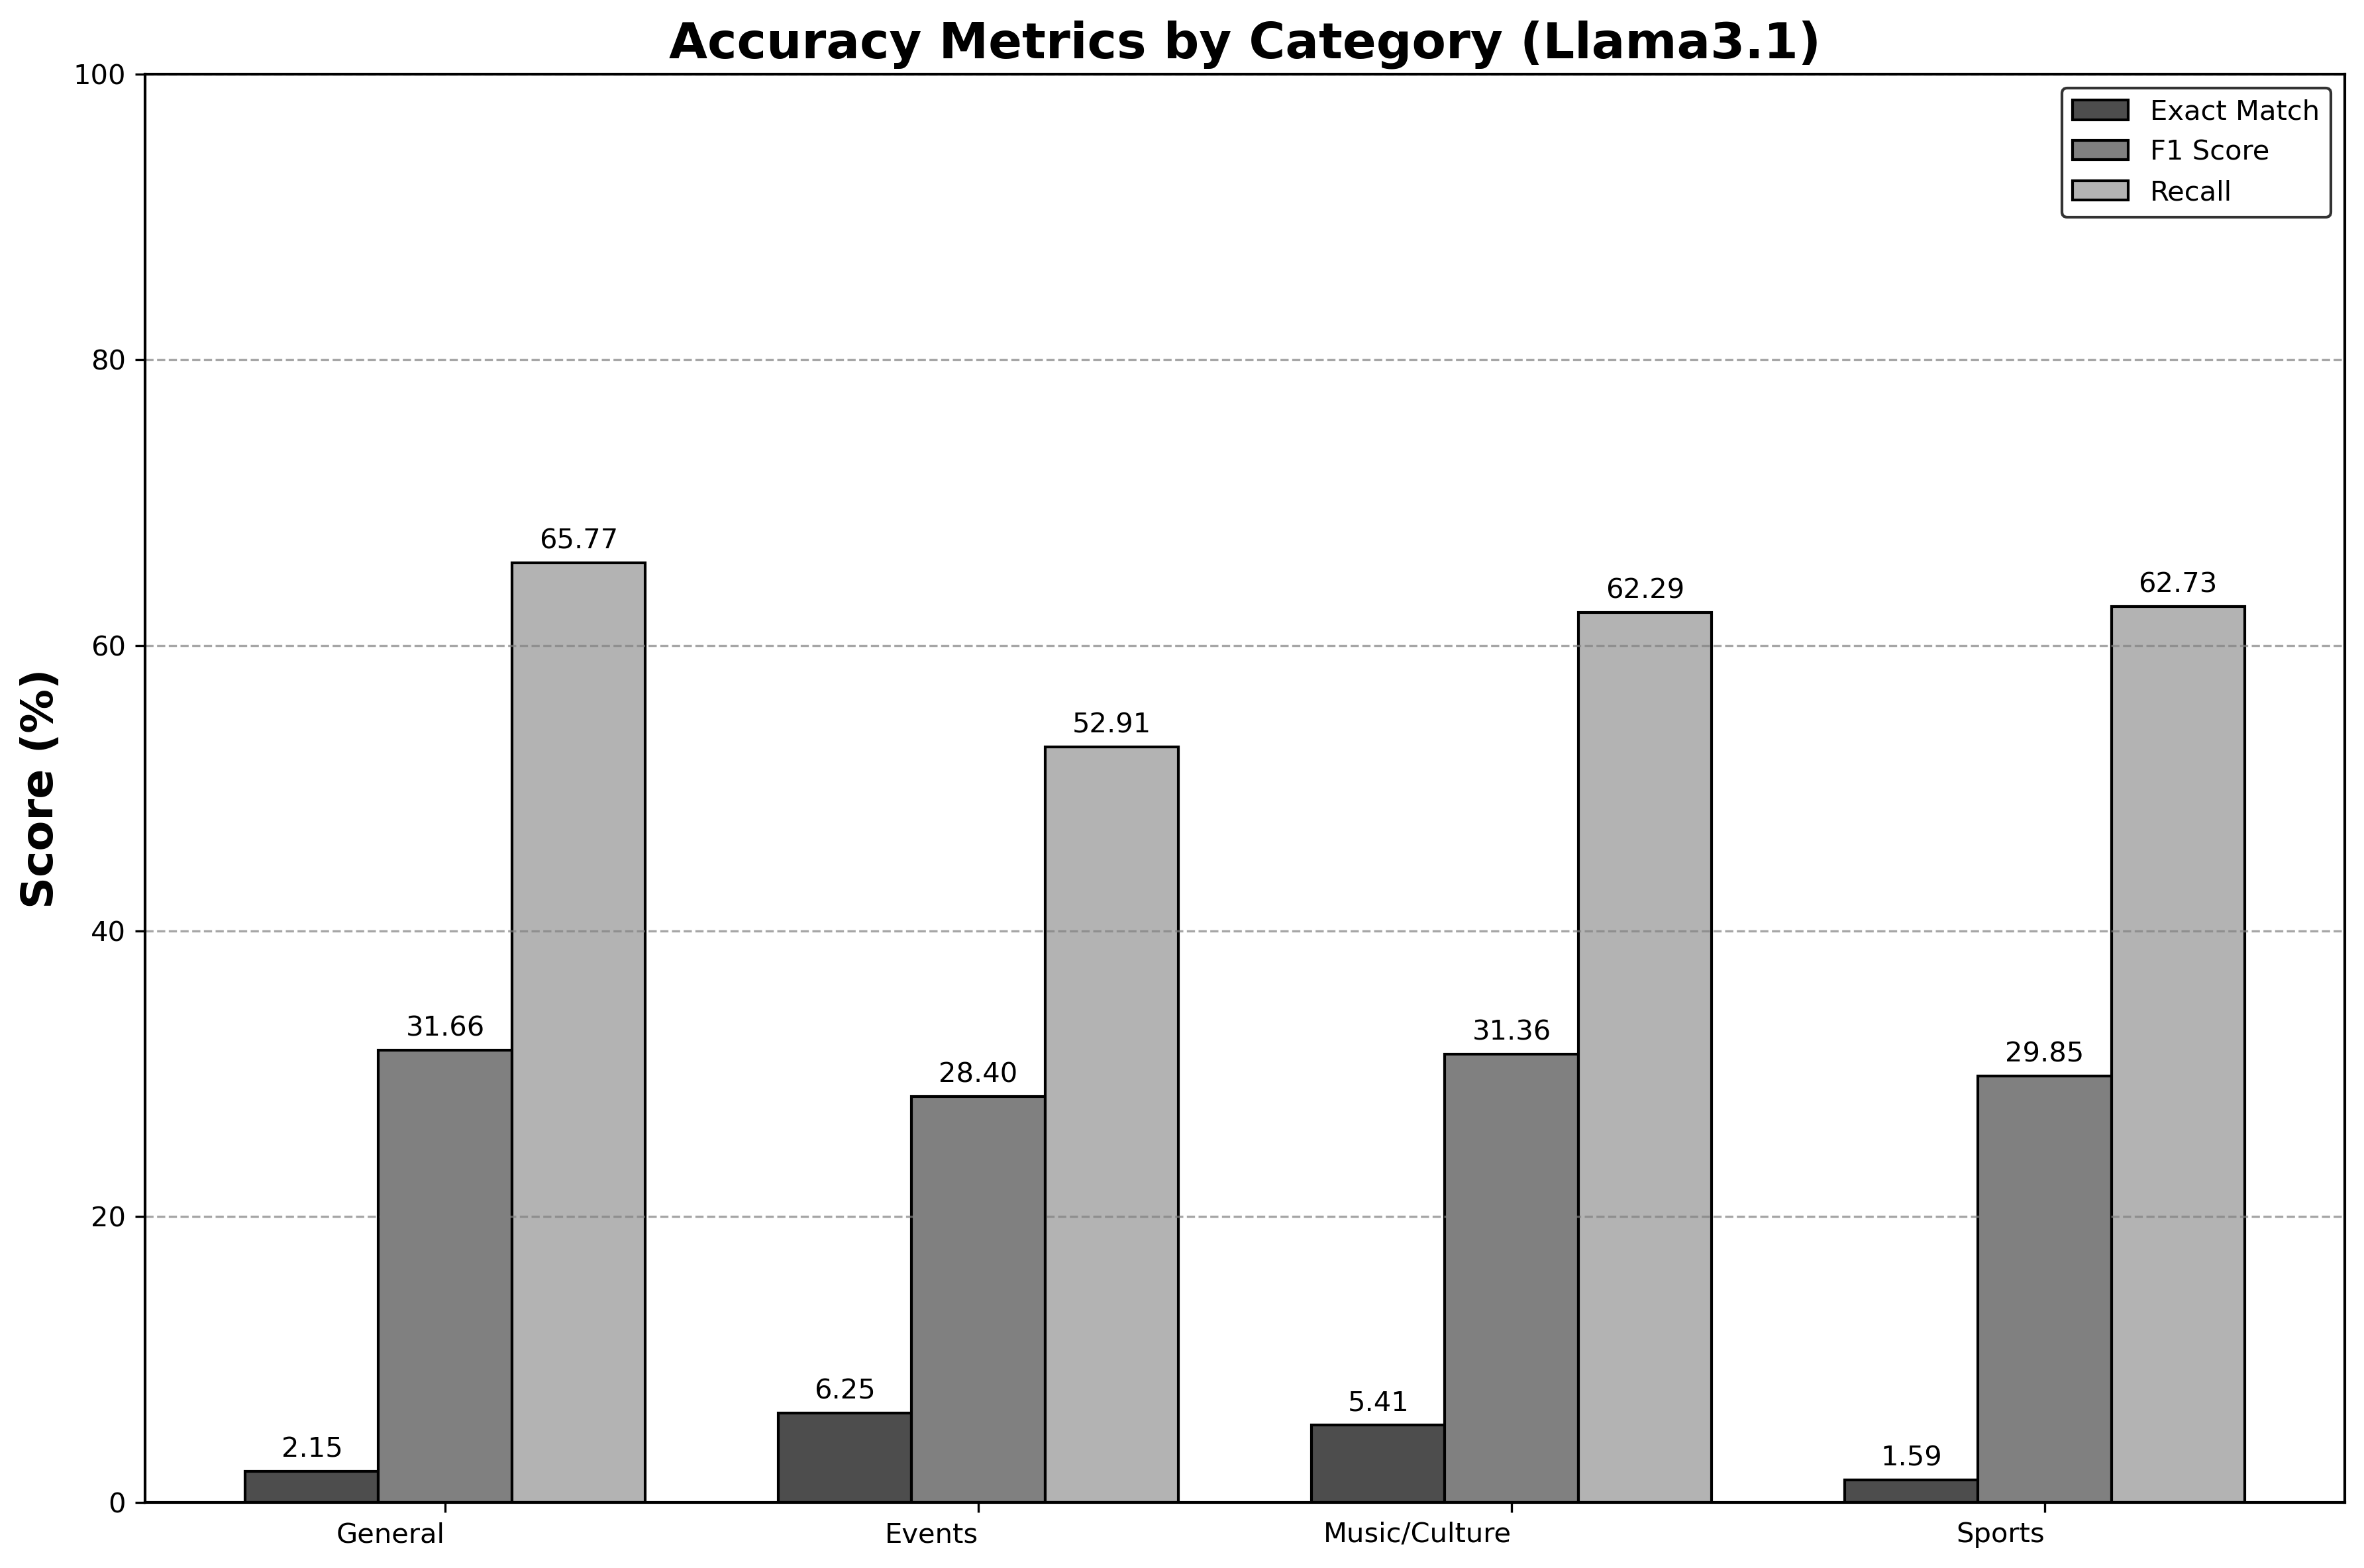 Accuracy Metrics by Category (Llama3.1)
Score (%)
100
80
60
40
20
0
Exact Match
F1 Score
Recall
2.15
31.66
65.77
6.25
28.40
52.91
5.41
31.36
62.29
1.59
29.85
62.73
General
Events
Music/Culture
Sports